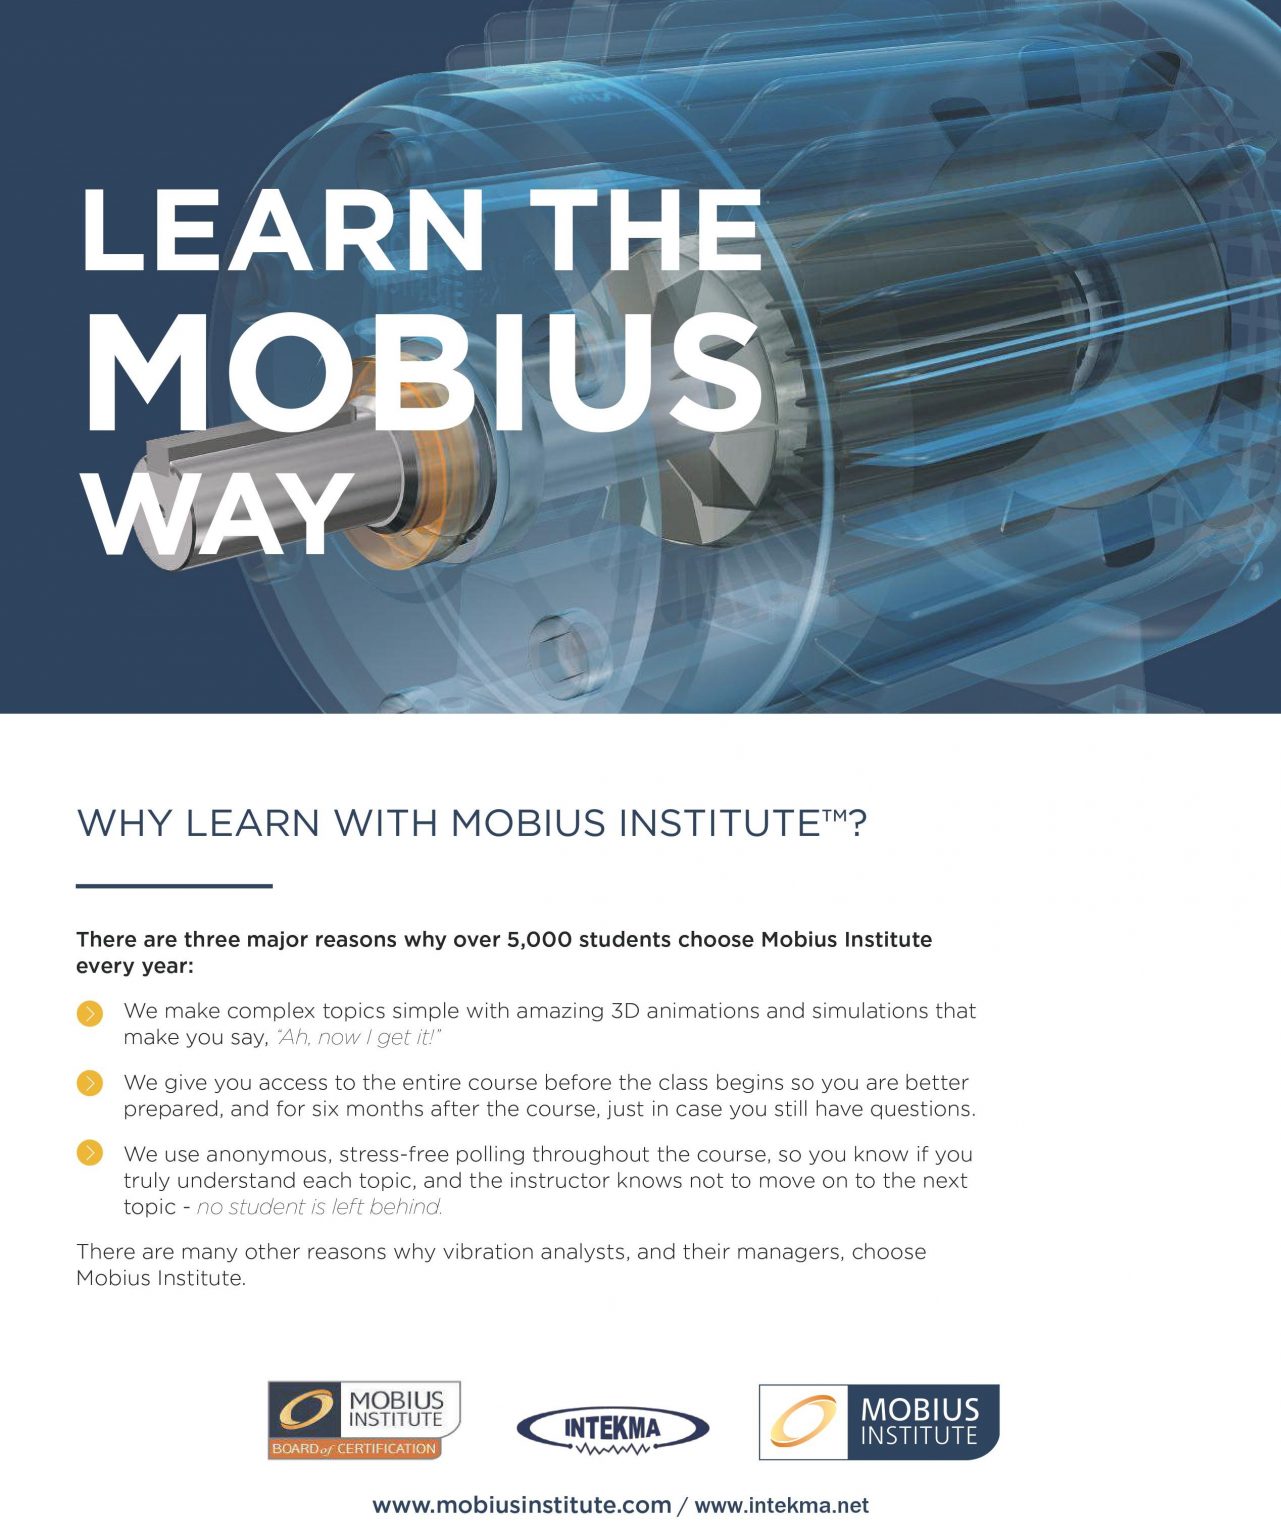 LEARN THE
MOBIUS
WAY
WHY LEARN WITH MOBIUS INSTITUTE™?
There are three major reasons why over 5,000 students choose Mobius Institute
every year:
We make complex topics simple with amazing 3D animations and simulations that
make you say, “Ah, now I get it!”
We give you access to the entire course before the class begins so you are better
prepared, and for six months after the course, just in case you still have questions.
We use anonymous, stress-free polling throughout the course, so you know if you
truly understand each topic, and the instructor knows not to move on to the next
topic - no student is left behind.
There are many other reasons why vibration analysts, and their managers, choose
Mobius Institute.
MOBIUS
INSTITUTE
BOARD of CERTIFICATION
INTEKMA
MOBIUS
INSTITUTE
www.mobiusinstitute.com / www.intekma.net